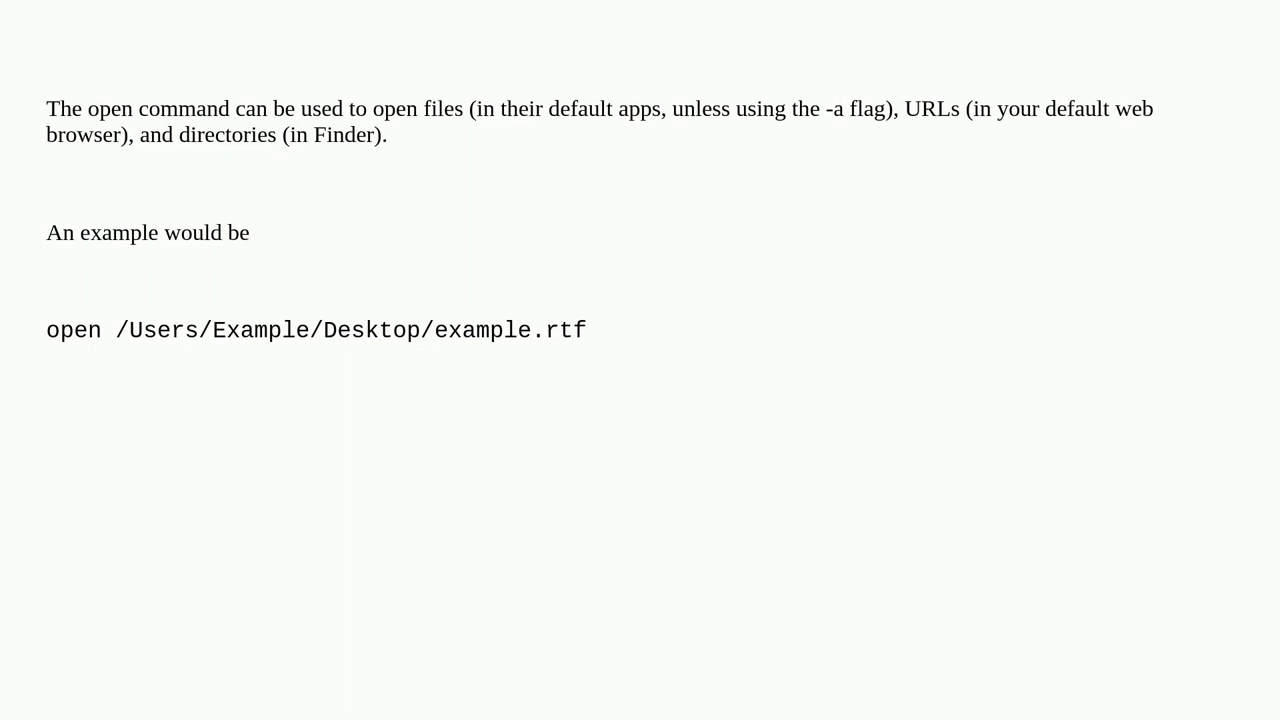 The open command can be used to open files (in their default apps, unless using the -a flag), URLs (in your default web
browser), and directories (in Finder).
An example would be
open /Users/Example/Desktop/example.rtf